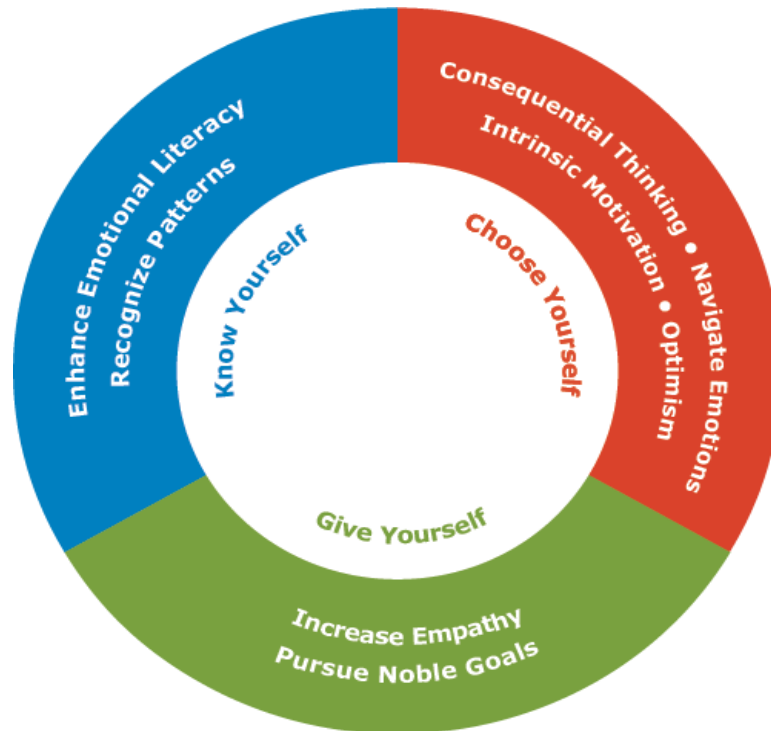 Enhance Emotional Literacy
Recognize Patterns
Know Yourself
Consequential Thinking • Navigate Emotions
Intrinsic Motivation • Optimism
Choose Yourself
Give Yourself
Increase Empathy
Pursue Noble Goals